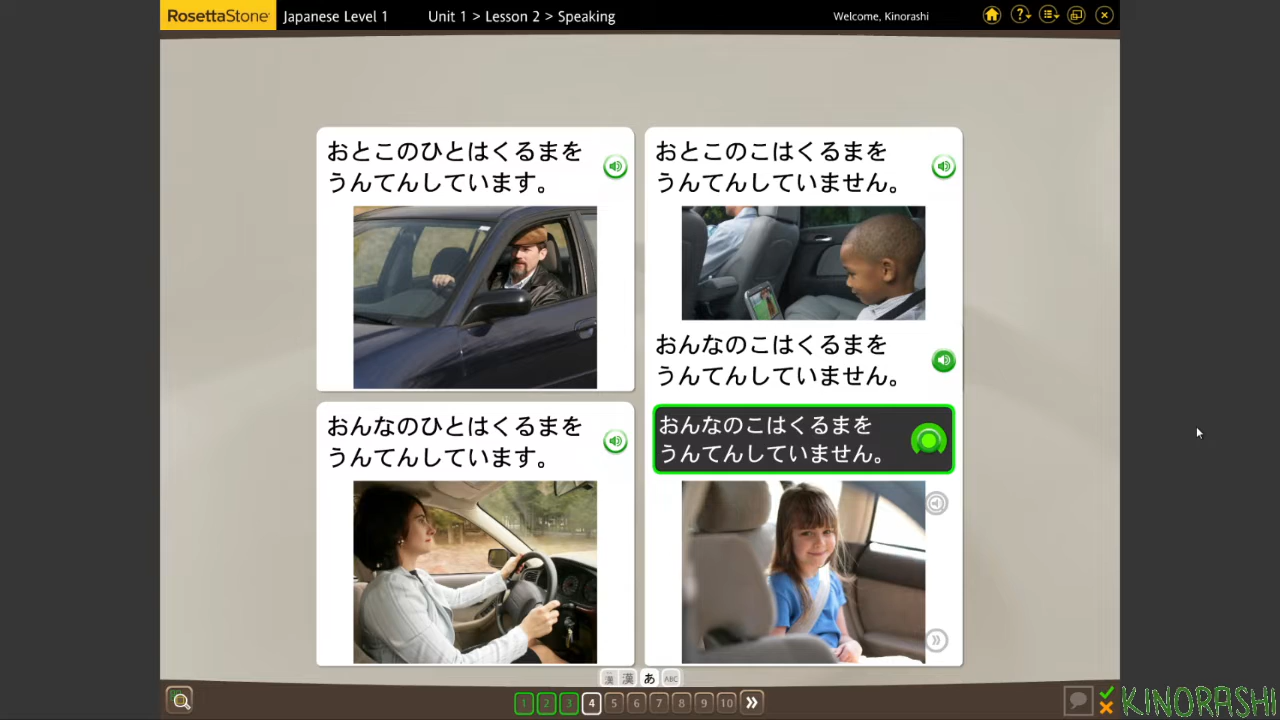 RosettaStone
Japanese Level 1
Unit 1 > Lesson 2 > Speaking
Welcome, Kinorashi
おとこのひとはくるまを
うんてんしています。
おとこのこはくるまを
うんてんしていません。
おんなのこはくるまを
うんてんしていません。
おんなのひとはくるまを
うんてんしています。
おんなのこはくるまを
うんてんしていません。
漢 漢 あ ABC
1 2 3 4 5 6 7 8 9 10
KINORASHI